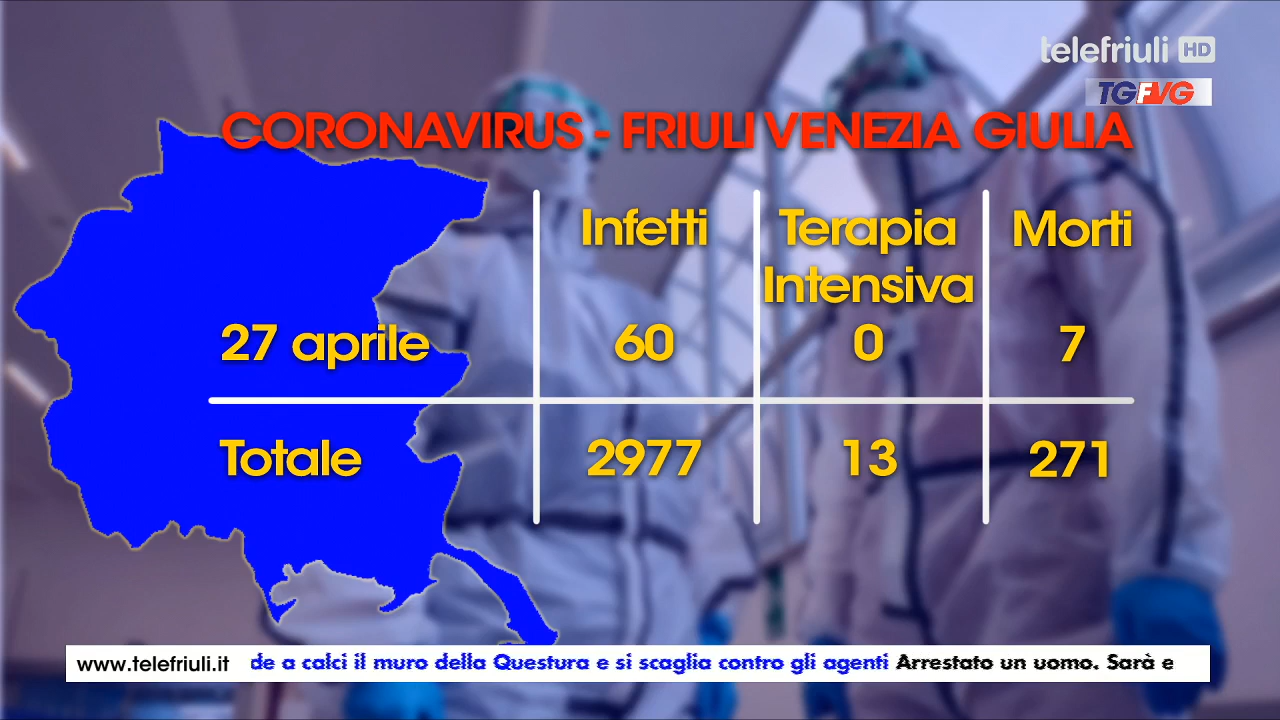 telefriuli HD
TGFVG
CORONAVIRUS - FRIULI VENEZIA GIULIA
Infetti Terapia Morti
Intensiva
27 aprile 60 0 7
Totale 2977 13 271
www.telefriuli.it de a calci il muro della Questura e si scaglia contro gli agenti Arrestato un uomo. Sarà e